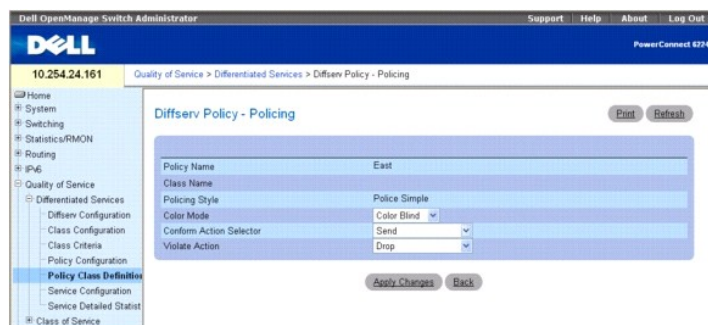 Dell OpenManage Switch Administrator
Support Help About Log Out
DELL
PowerConnect 6224
10.254.24.161
Quality of Service > Differentiated Services > Diffserv Policy - Policing
Home
System
Switching
Statistics/RMON
Routing
IPv6
Quality of Service
Differentiated Services
Diffserv Configuration
Class Configuration
Class Criteria
Policy Configuration
Policy Class Definition
Service Configuration
Service Detailed Statist
Class of Service
Diffserv Policy - Policing
Print Refresh
Policy Name East
Class Name
Policing Style Police Simple
Color Mode Color Blind
Conform Action Selector Send
Violate Action Drop
Apply Changes Back